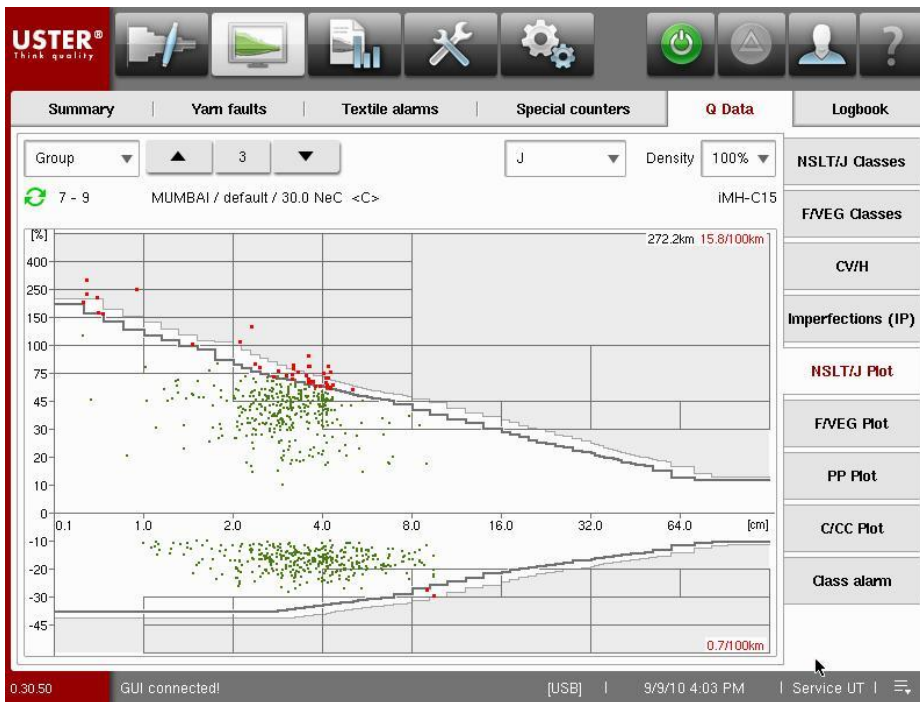 USTER®
Think quality
?
Summary | Yarn faults | Textile alarms | Special counters Q Data Logbook
Group 3 J Density 100%
7 - 9 MUMBAI / default / 30.0 NeC <C> iMH-C15
[%] 272.2km 15.8/100km
400
250
150
100
75
45
30
20
10
0
0.1 1.0 2.0 4.0 8.0 16.0 32.0 64.0 [cm]
-10
-20
-30
-45
0.7/100km
NSLT/J Classes
F/VEG Classes
CV/H
Imperfections (IP)
NSLT/J Plot
F/VEG Plot
PP Plot
C/CC Plot
Class alarm
0.30.50 GUI connected! [USB] | 9/9/10 4:03 PM | Service UT |